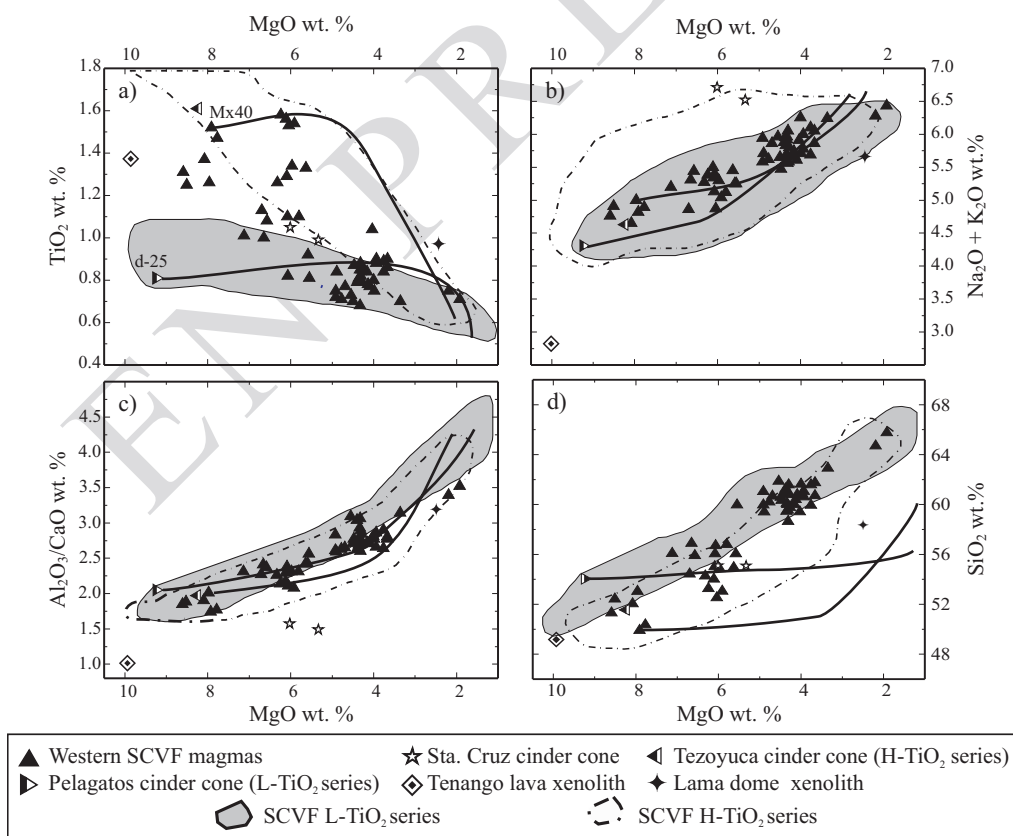 MgO wt. %
MgO wt. %
10 8 6 4 2
10 8 6 4 2
1.8
1.6
1.4
1.2
1.0
0.8
0.6
0.4
TiO2 wt. %
a)
Mx40
d-25
7.0
6.5
6.0
5.5
5.0
4.5
4.0
3.5
3.0
Na2O + K2O wt.%
b)
4.5
4.0
3.5
3.0
2.5
2.0
1.5
1.0
Al2O3/CaO wt. %
c)
68
64
60
56
52
48
SiO2 wt.%
d)
10 8 6 4 2
10 8 6 4 2
MgO wt. %
MgO wt. %
ENPRE
Western SCVF magmas
Sta. Cruz cinder cone
Tezoyuca cinder cone (H-TiO2 series)
Pelagatos cinder cone (L-TiO2 series)
Tenango lava xenolith
Lama dome xenolith
SCVF L-TiO2 series
SCVF H-TiO2 series